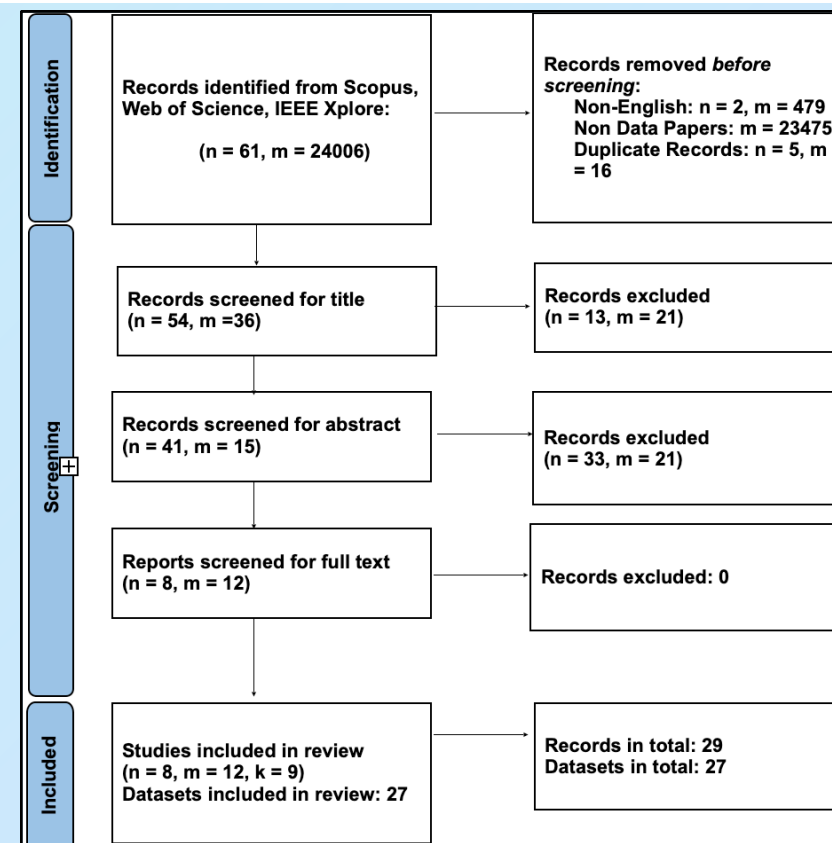 Identification
Records identified from Scopus,
Web of Science, IEEE Xplore:
(n = 61, m = 24006)
Records removed before
screening:
Non-English: n = 2, m = 479
Non Data Papers: m = 23475
Duplicate Records: n = 5, m
= 16
Screening
Records screened for title
(n = 54, m =36)
Records excluded
(n = 13, m = 21)
Records screened for abstract
(n = 41, m = 15)
Records excluded
(n = 33, m = 21)
Reports screened for full text
(n = 8, m = 12)
Records excluded: 0
Included
Studies included in review
(n = 8, m = 12, k = 9)
Datasets included in review: 27
Records in total: 29
Datasets in total: 27